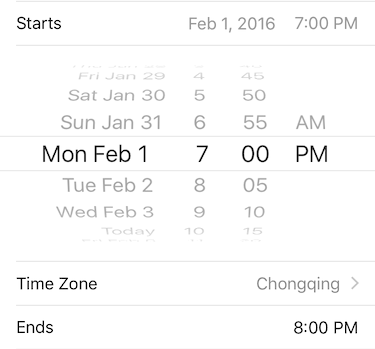 Starts Feb 1, 2016 7:00 PM
Fri Jan 29 4 45
Sat Jan 30 5 50
Sun Jan 31 6 55 AM
Mon Feb 1 7 00 PM
Tue Feb 2 8 05
Wed Feb 3 9 10
Today 10 15
Time Zone Chongqing
Ends 8:00 PM